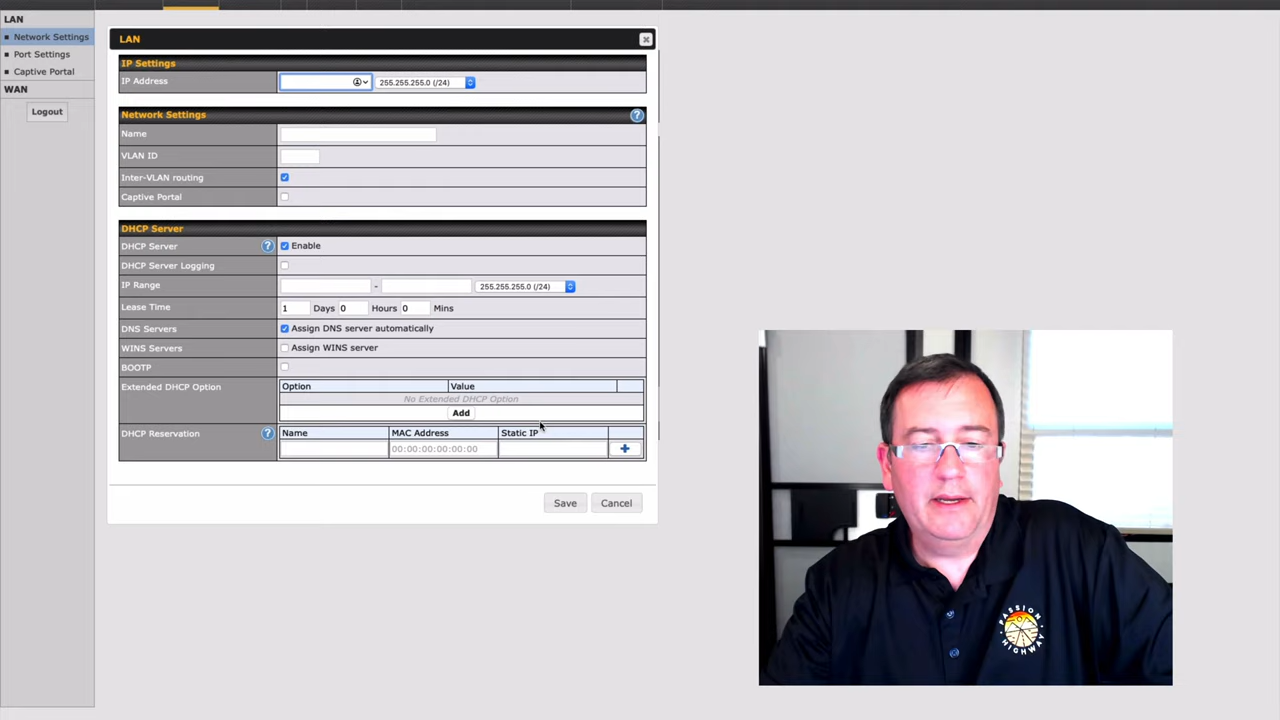 LAN
Network Settings
Port Settings
Captive Portal
WAN
Logout
LAN
IP Settings
IP Address 255.255.255.0 (/24)
Network Settings
Name
VLAN ID
Inter-VLAN routing
Captive Portal
DHCP Server
DHCP Server Enable
DHCP Server Logging
IP Range - 255.255.255.0 (/24)
Lease Time 1 Days 0 Hours 0 Mins
DNS Servers Assign DNS server automatically
WINS Servers Assign WINS server
BOOTP
Extended DHCP Option Option Value
No Extended DHCP Option
Add
DHCP Reservation Name MAC Address Static IP
00:00:00:00:00:00
Save Cancel
PASSION
HIGHWAY